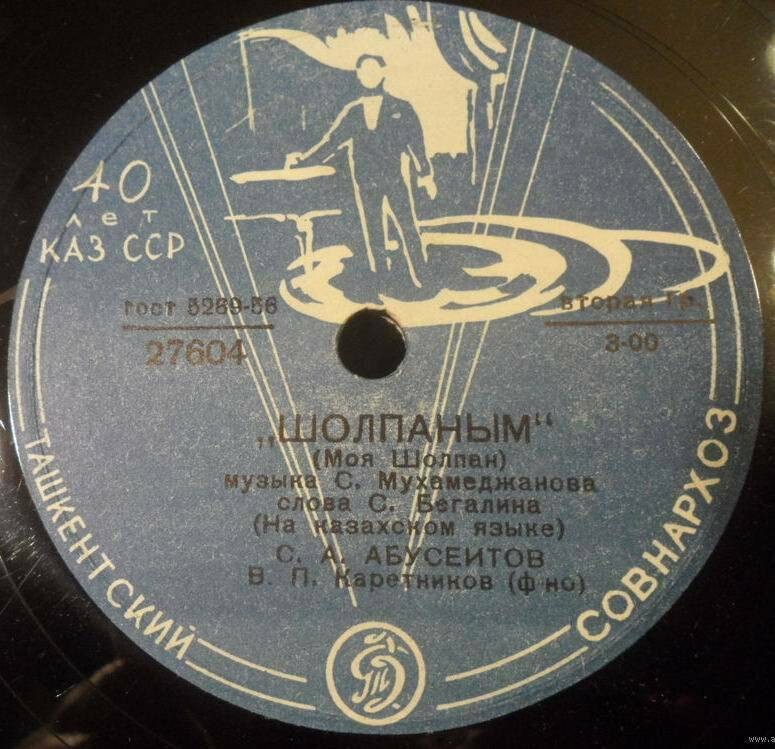 40
лет
КАЗ ССР
гост 5289-56
вторая гр.
27604
3-00
„ШОЛПАНЫМ“
(Моя Шолпан)
музыка С. Мухамеджанова
слова С. Бегалина
(На казахском языке)
С. А. АБУСЕИТОВ
В. П. Каретников (ф-но)
ТАШКЕНТСКИЙ
СОВНАРХОЗ